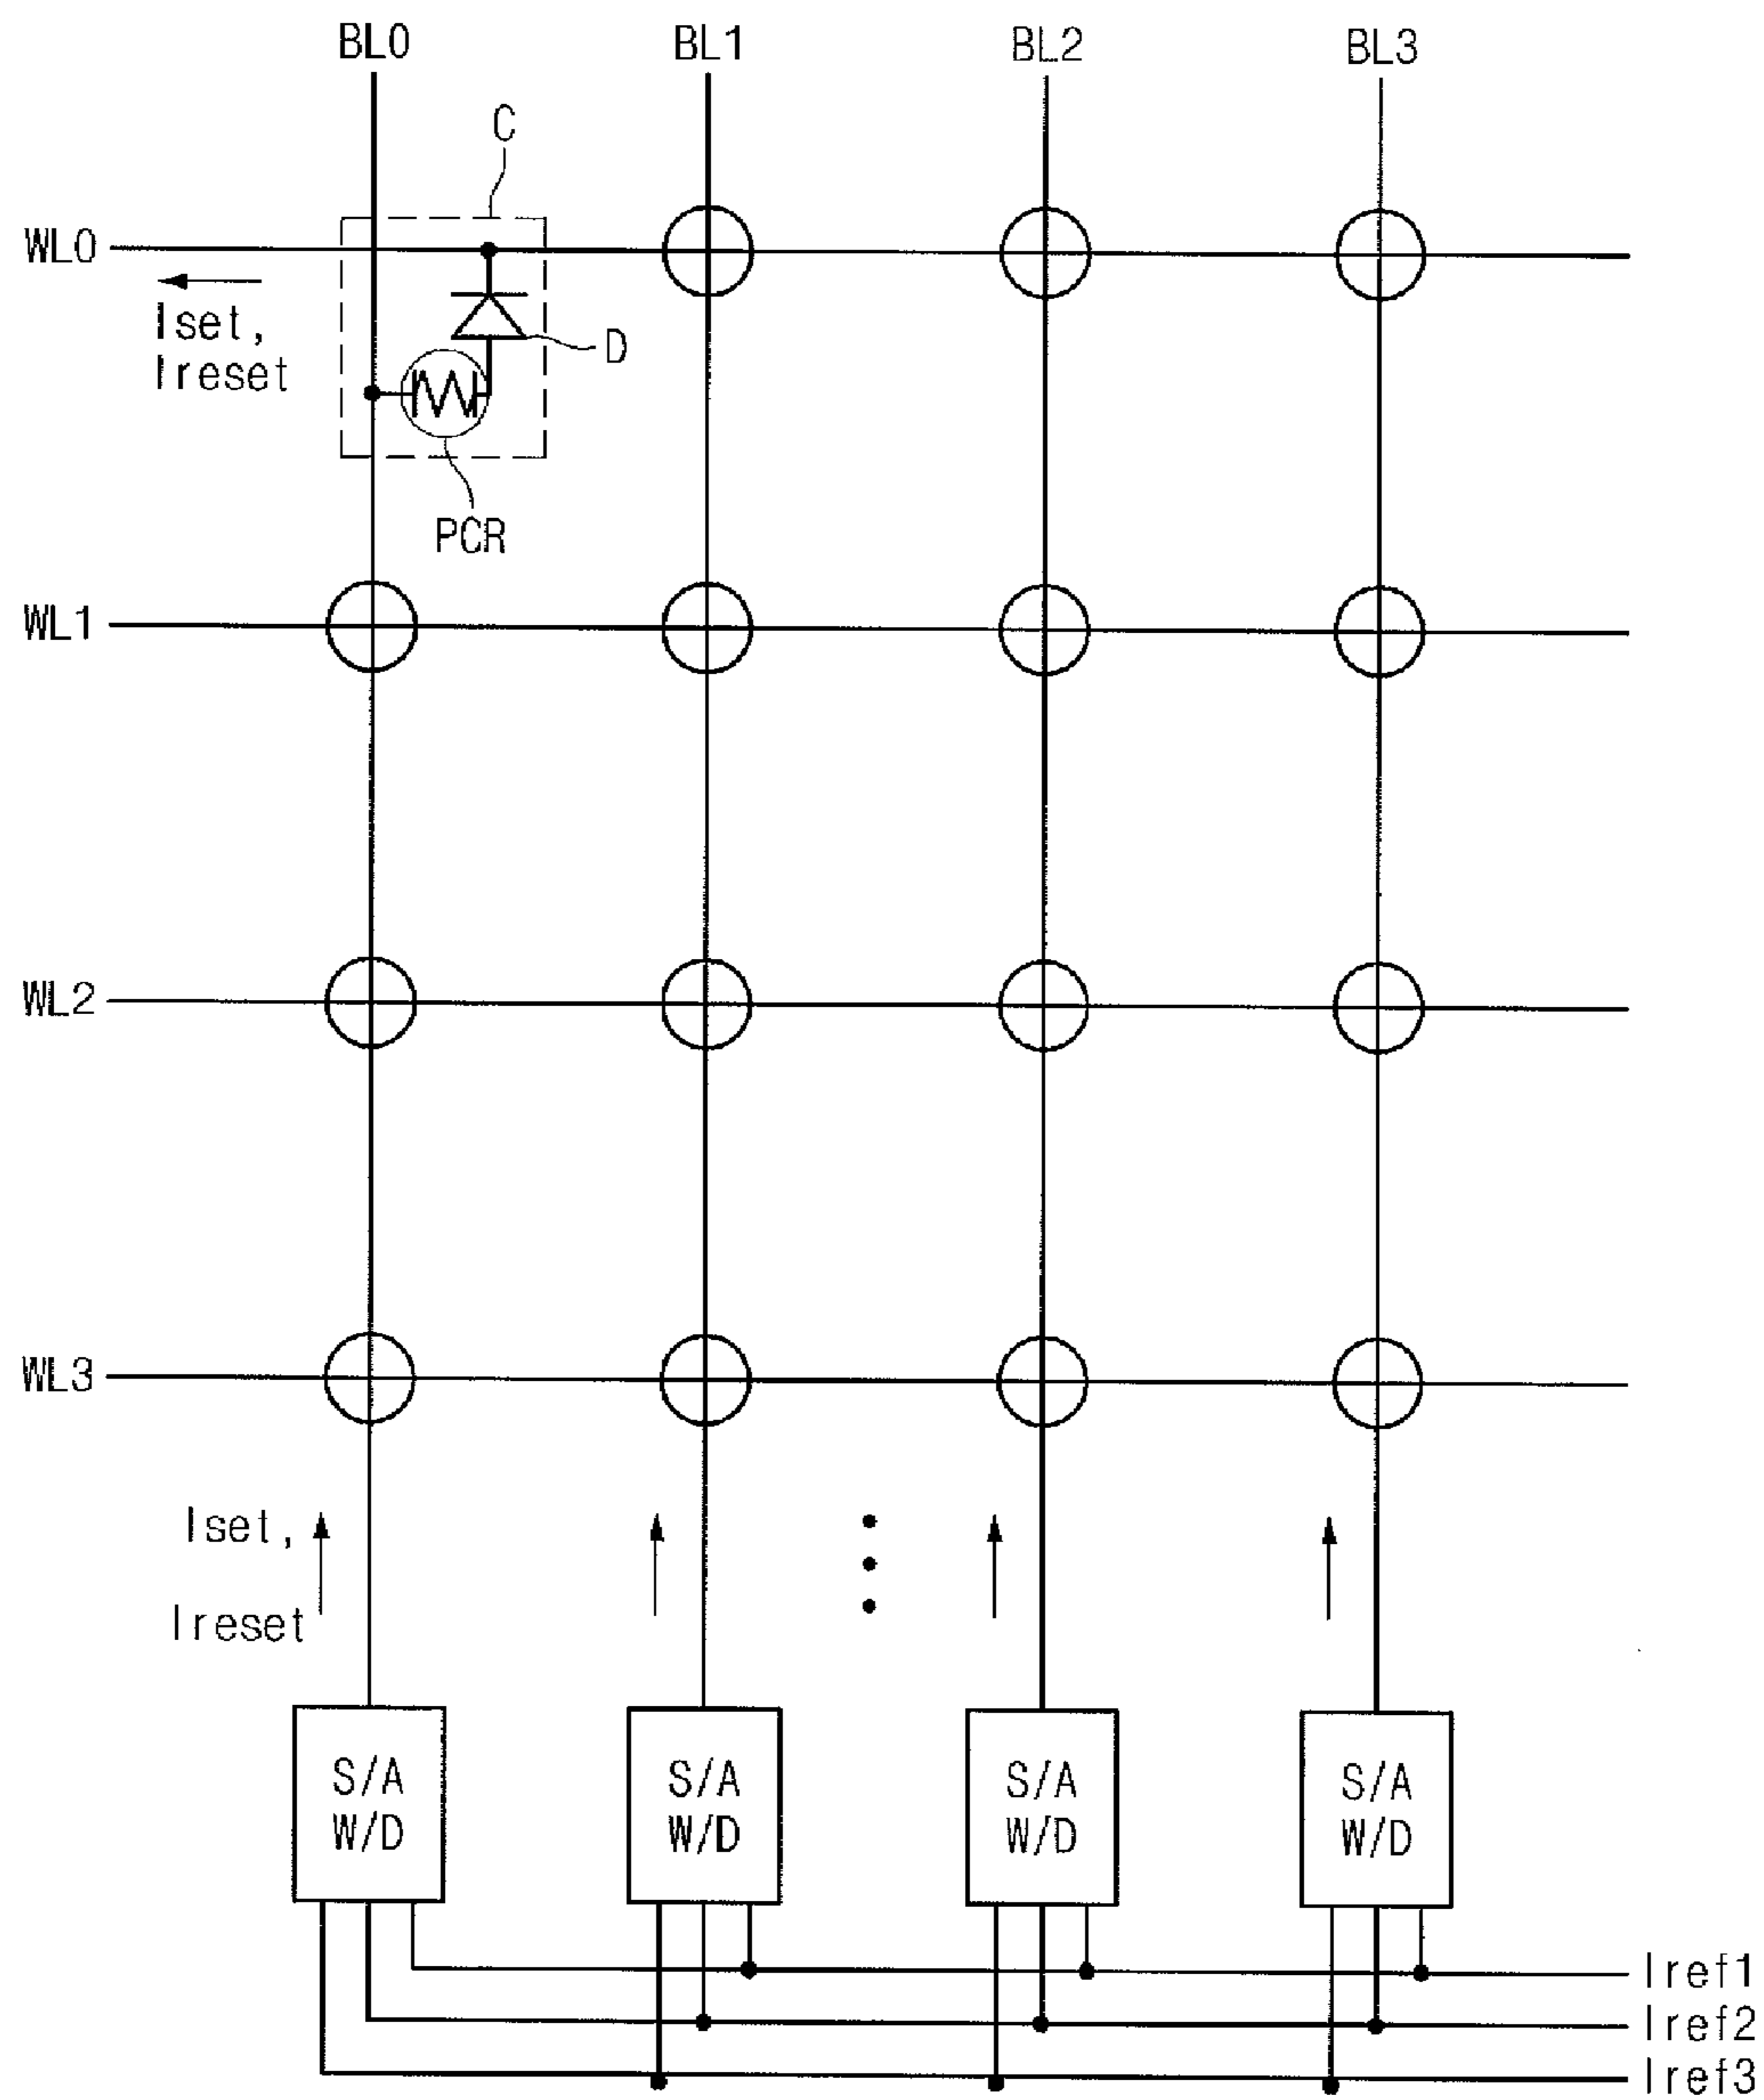 BL0 BL1 BL2 BL3
C
WL0
Iset,
Ireset
D
PCR
WL1
WL2
WL3
Iset,
Ireset
S/A S/A S/A S/A
W/D W/D W/D W/D
Iref1
Iref2
Iref3